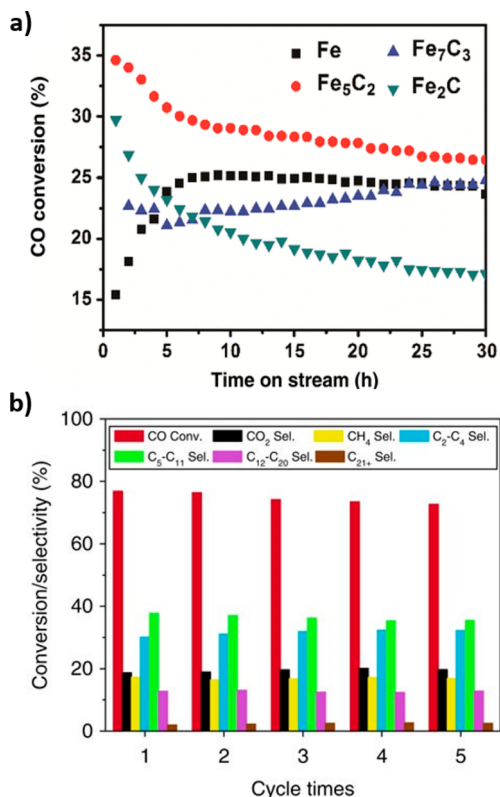 a)
Fe
Fe₇C₃
Fe₅C₂
Fe₂C
CO conversion (%)
35
30
25
20
15
0 5 10 15 20 25 30
Time on stream (h)
b)
CO Conv. CO₂ Sel. CH₄ Sel. C₂-C₄ Sel.
C₅-C₁₁ Sel. C₁₂-C₂₀ Sel. C₂₁₊ Sel.
Conversion/selectivity (%)
100
80
60
40
20
0
1 2 3 4 5
Cycle times